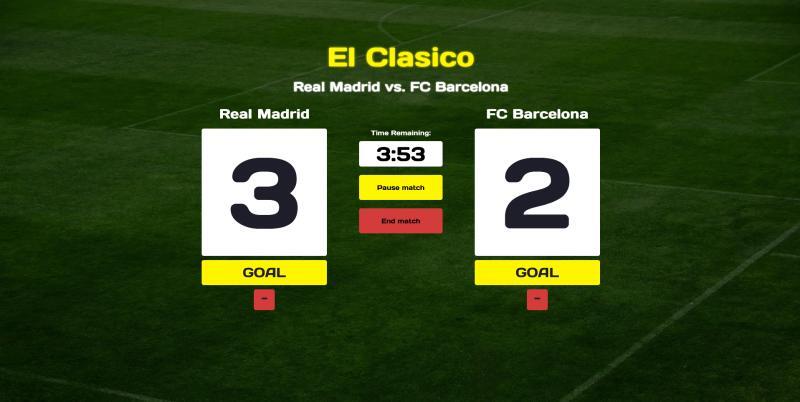 El Clasico
Real Madrid vs. FC Barcelona
Real Madrid
FC Barcelona
Time Remaining:
3:53
3
2
Pause match
End match
GOAL
GOAL
-
-